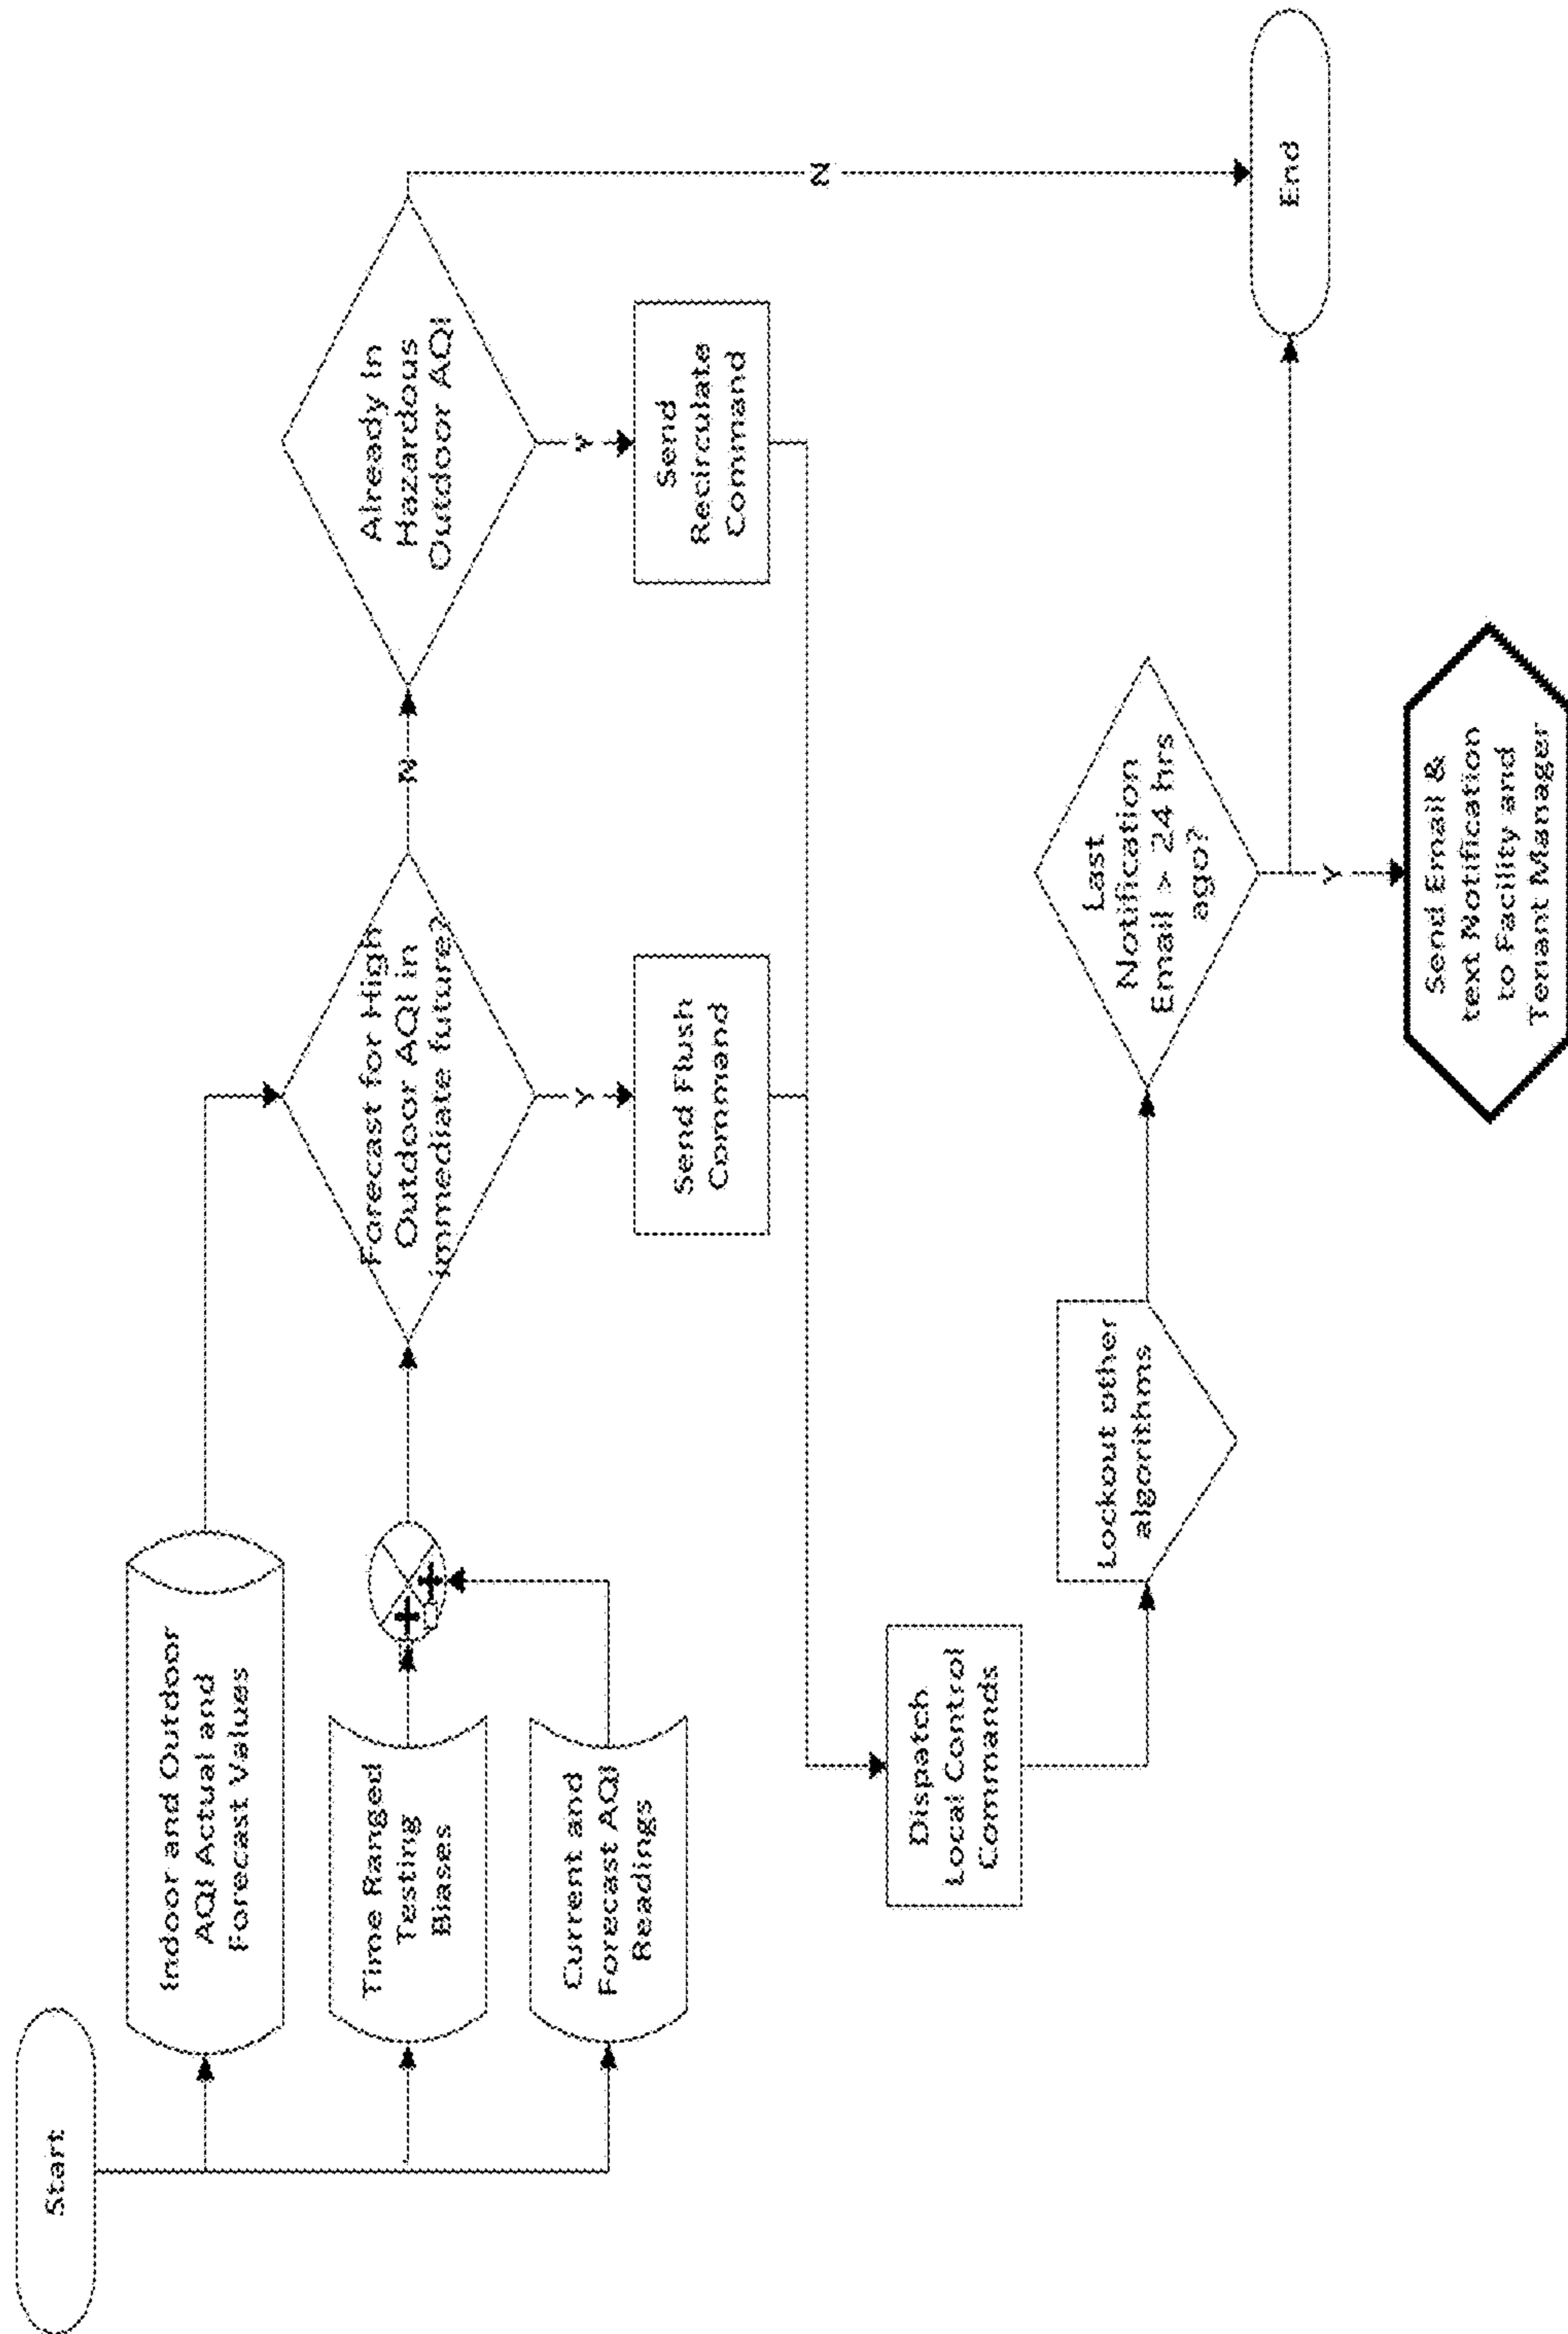 Start
Indoor and Outdoor
AQI Actual and
Forecast Values
Time Ranged
Testing
Biases
Current and
Forecast AQI
Readings
Forecast for High
Outdoor AQI in
immediate future?
N
Already In
Hazardous
Outdoor AQI
N
Y
Send Flush
Command
Y
Send
Recirculate
Command
Dispatch
Local Control
Commands
Lockout other
algorithms
Last
Notification
Email > 24 hrs
ago?
Y
Send Email &
text Notification
to Facility and
Tenant Manager
End